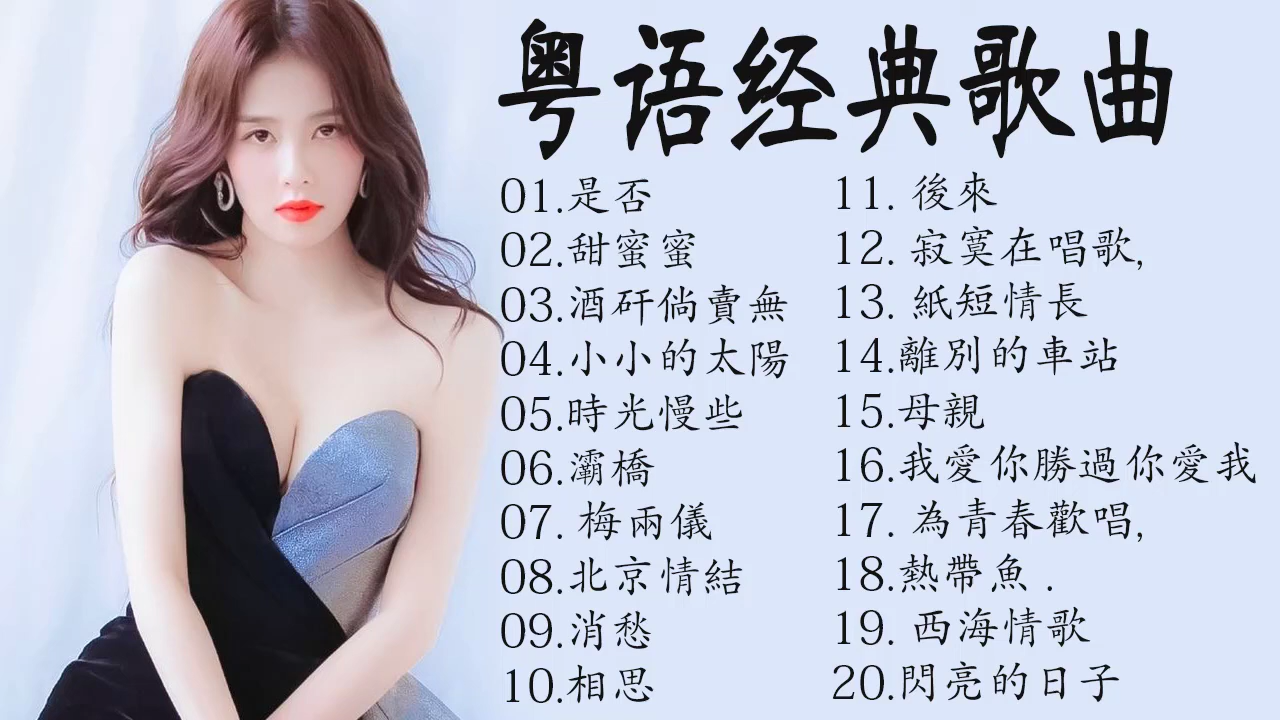 粤语经典歌曲
01.是否
02.甜蜜蜜
03.酒矸倘賣無
04.小小的太陽
05.時光慢些
06.灞橋
07. 梅兩儀
08.北京情結
09.消愁
10.相思
11. 後來
12. 寂寞在唱歌,
13. 紙短情長
14.離別的車站
15.母親
16.我愛你勝過你愛我
17. 為青春歡唱,
18.熱帶魚 .
19. 西海情歌
20.閃亮的日子